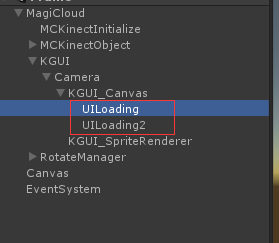 MagiCloud
MCKinectInitialize
MCKinectObject
KGUI
Camera
KGUI_Canvas
UILoading
UILoading2
KGUI_SpriteRenderer
RotateManager
Canvas
EventSystem